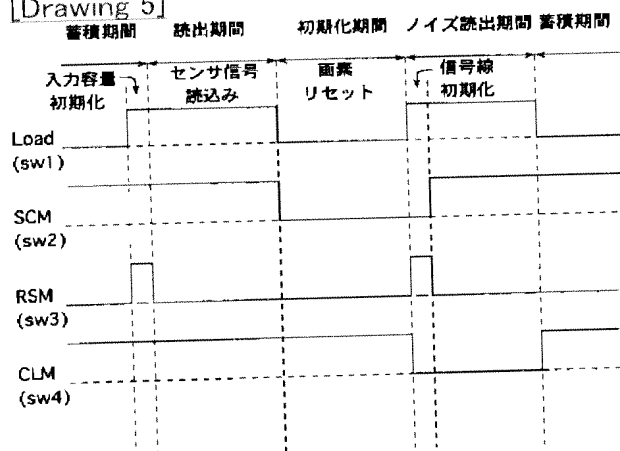 [Drawing 5]
蓄積期間 読出期間 初期化期間 ノイズ読出期間 蓄積期間
入力容量
初期化
センサ信号
読込み
画素
リセット
信号線
初期化
Load
(sw1)
SCM
(sw2)
RSM
(sw3)
CLM
(sw4)